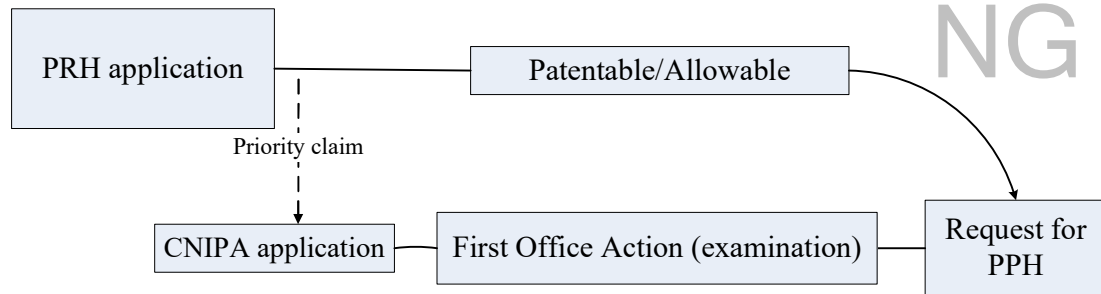 NG
PRH application
Patentable/Allowable
Priority claim
CNIPA application
First Office Action (examination)
Request for
PPH